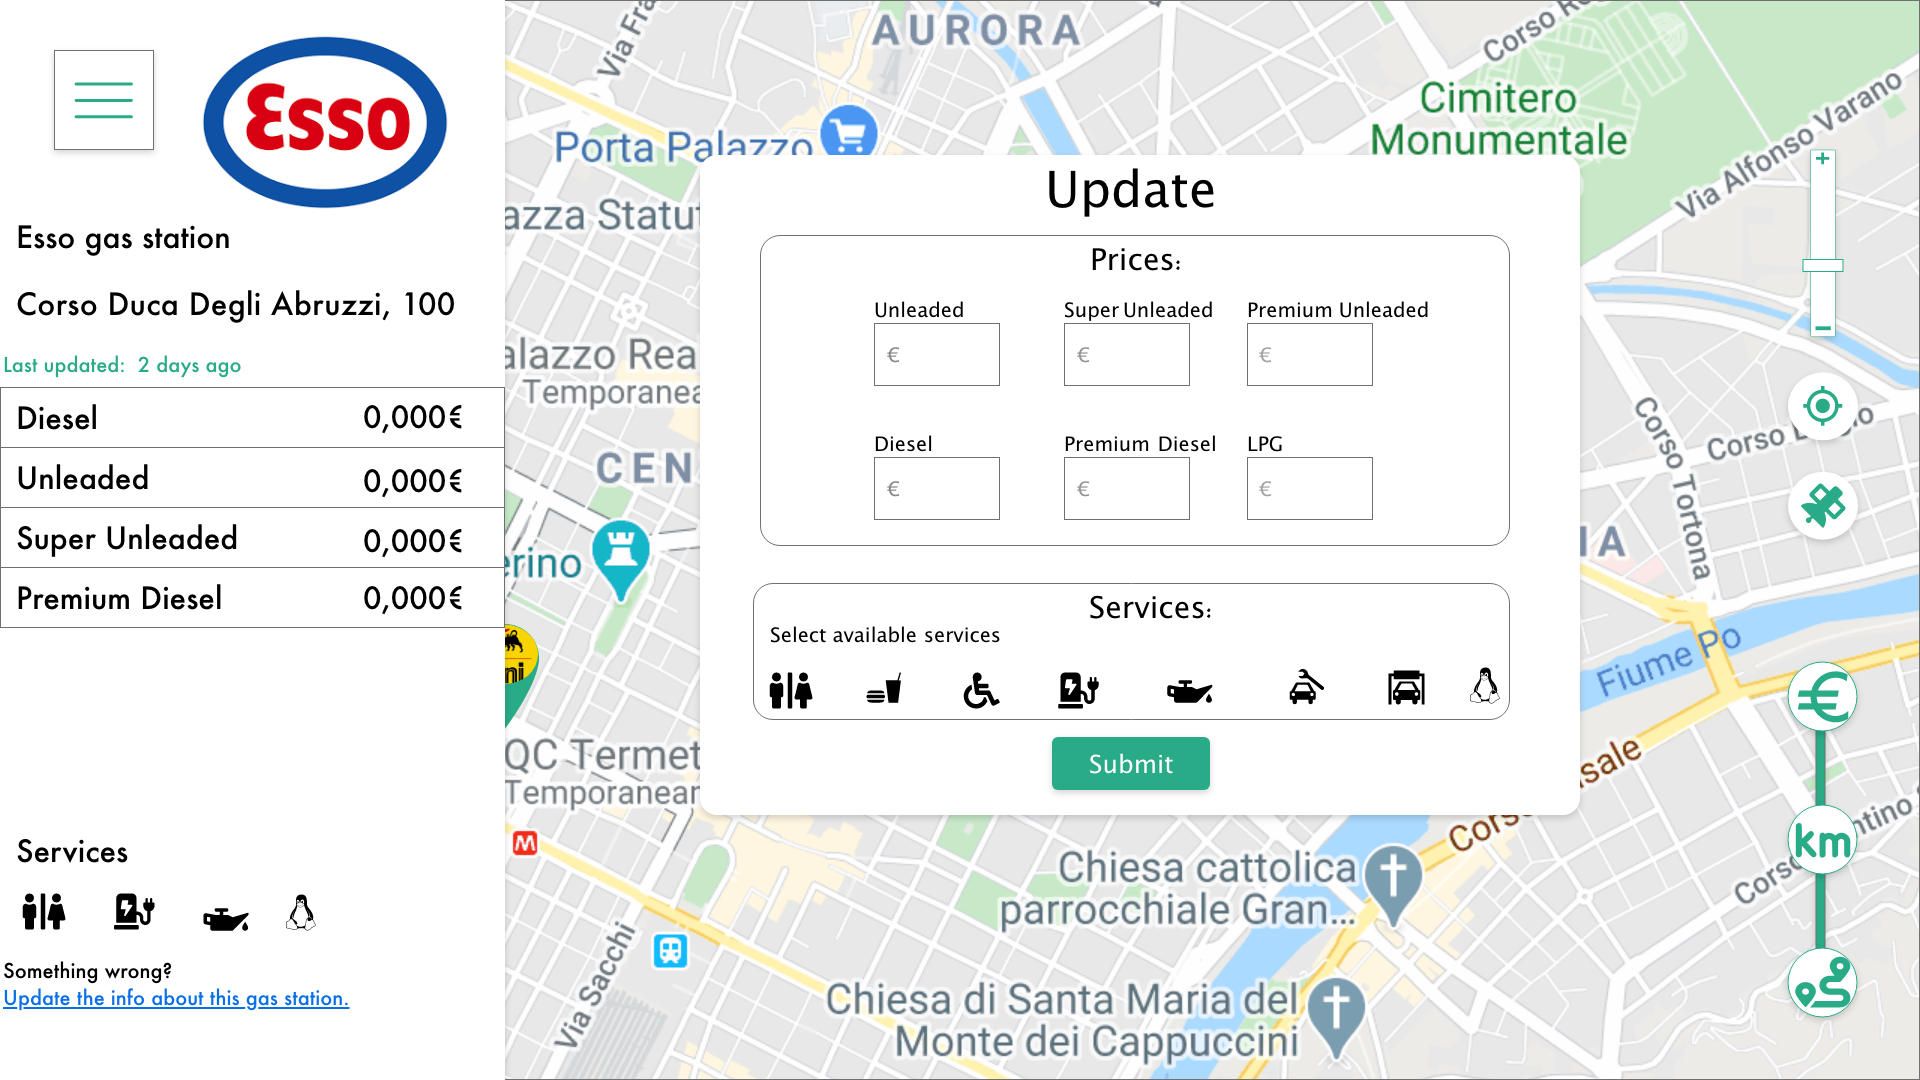 Esso
Esso gas station
Corso Duca Degli Abruzzi, 100
Last updated: 2 days ago
Diesel 0,000€
Unleaded 0,000€
Super Unleaded 0,000€
Premium Diesel 0,000€
Services
Something wrong?
Update the info about this gas station.
AURORA
Via Fra
Corso Re
Cimitero
Monumentale
Via Alfonso Varano
Porta Palazzo
azza Statut
alazzo Rea
Temporanea
CEN
erino
ni
QC Termet
Temporanear
M
Via Sacchi
Update
Prices:
Unleaded
€
Super Unleaded
€
Premium Unleaded
€
Diesel
€
Premium Diesel
€
LPG
€
Services:
Select available services
Submit
+
−
Corso
Corso Tortona
IA
Fiume Po
€
Cors
sale
km
ntino
Corso
Chiesa cattolica
parrocchiale Gran...
Chiesa di Santa Maria del
Monte dei Cappuccini